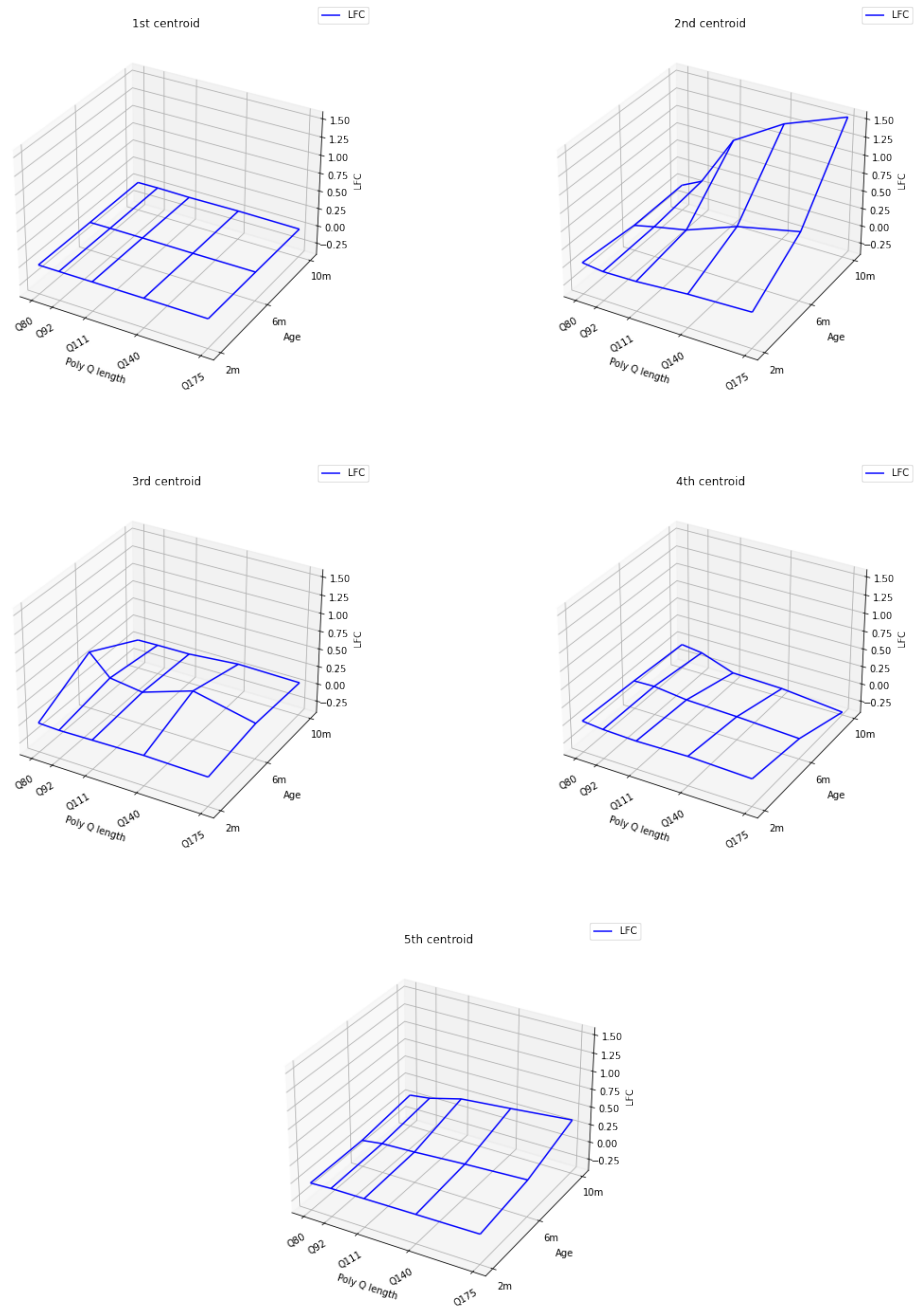 1st centroid
LFC
1.50
1.25
1.00
0.75
0.50
0.25
0.00
−0.25
LFC
Q80
Q92
Q111
Q140
Q175
Poly Q length
2m
6m
10m
Age
2nd centroid
LFC
1.50
1.25
1.00
0.75
0.50
0.25
0.00
−0.25
LFC
Q80
Q92
Q111
Q140
Q175
Poly Q length
2m
6m
10m
Age
3rd centroid
LFC
1.50
1.25
1.00
0.75
0.50
0.25
0.00
−0.25
LFC
Q80
Q92
Q111
Q140
Q175
Poly Q length
2m
6m
10m
Age
4th centroid
LFC
1.50
1.25
1.00
0.75
0.50
0.25
0.00
−0.25
LFC
Q80
Q92
Q111
Q140
Q175
Poly Q length
2m
6m
10m
Age
5th centroid
LFC
1.50
1.25
1.00
0.75
0.50
0.25
0.00
−0.25
LFC
Q80
Q92
Q111
Q140
Q175
Poly Q length
2m
6m
10m
Age